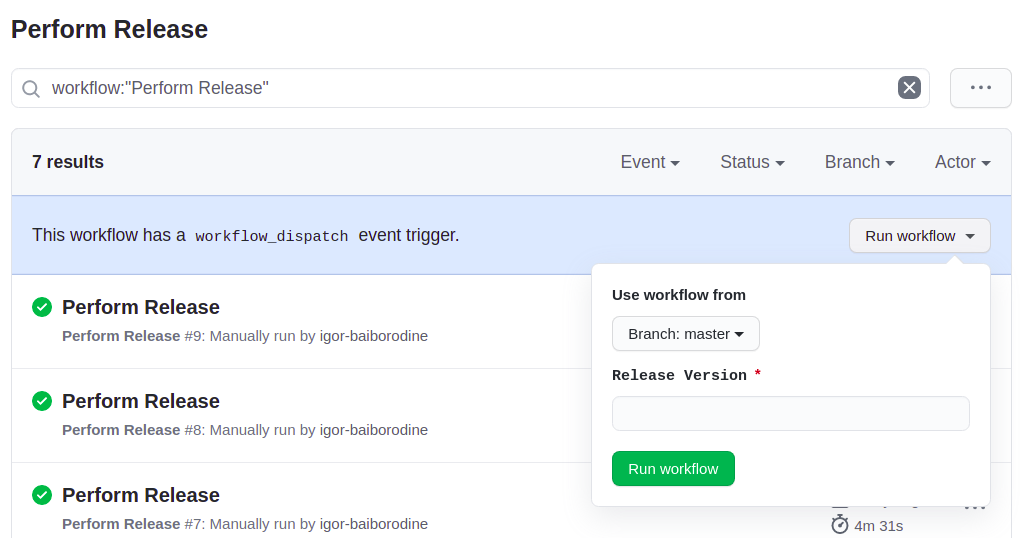 Perform Release
workflow:"Perform Release"
7 results
Event
Status
Branch
Actor
This workflow has a workflow_dispatch event trigger.
Run workflow
Use workflow from
Branch: master
Release Version *
Run workflow
Perform Release
Perform Release #9: Manually run by igor-baiborodine
Perform Release
Perform Release #8: Manually run by igor-baiborodine
Perform Release
Perform Release #7: Manually run by igor-baiborodine
4m 31s